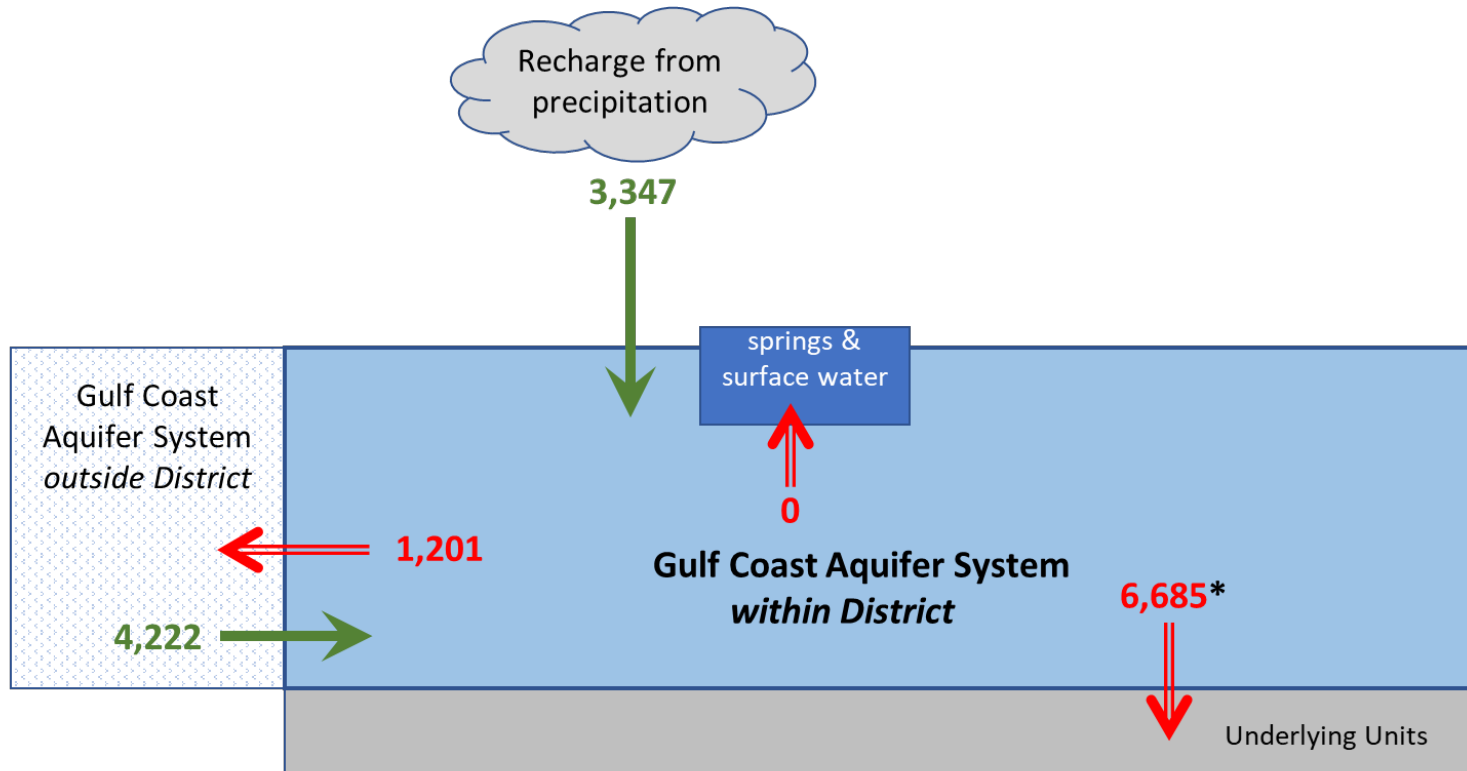 Recharge from
precipitation
3,347
springs &
surface water
Gulf Coast
Aquifer System
outside District
0
1,201
Gulf Coast Aquifer System
within District
6,685*
4,222
Underlying Units